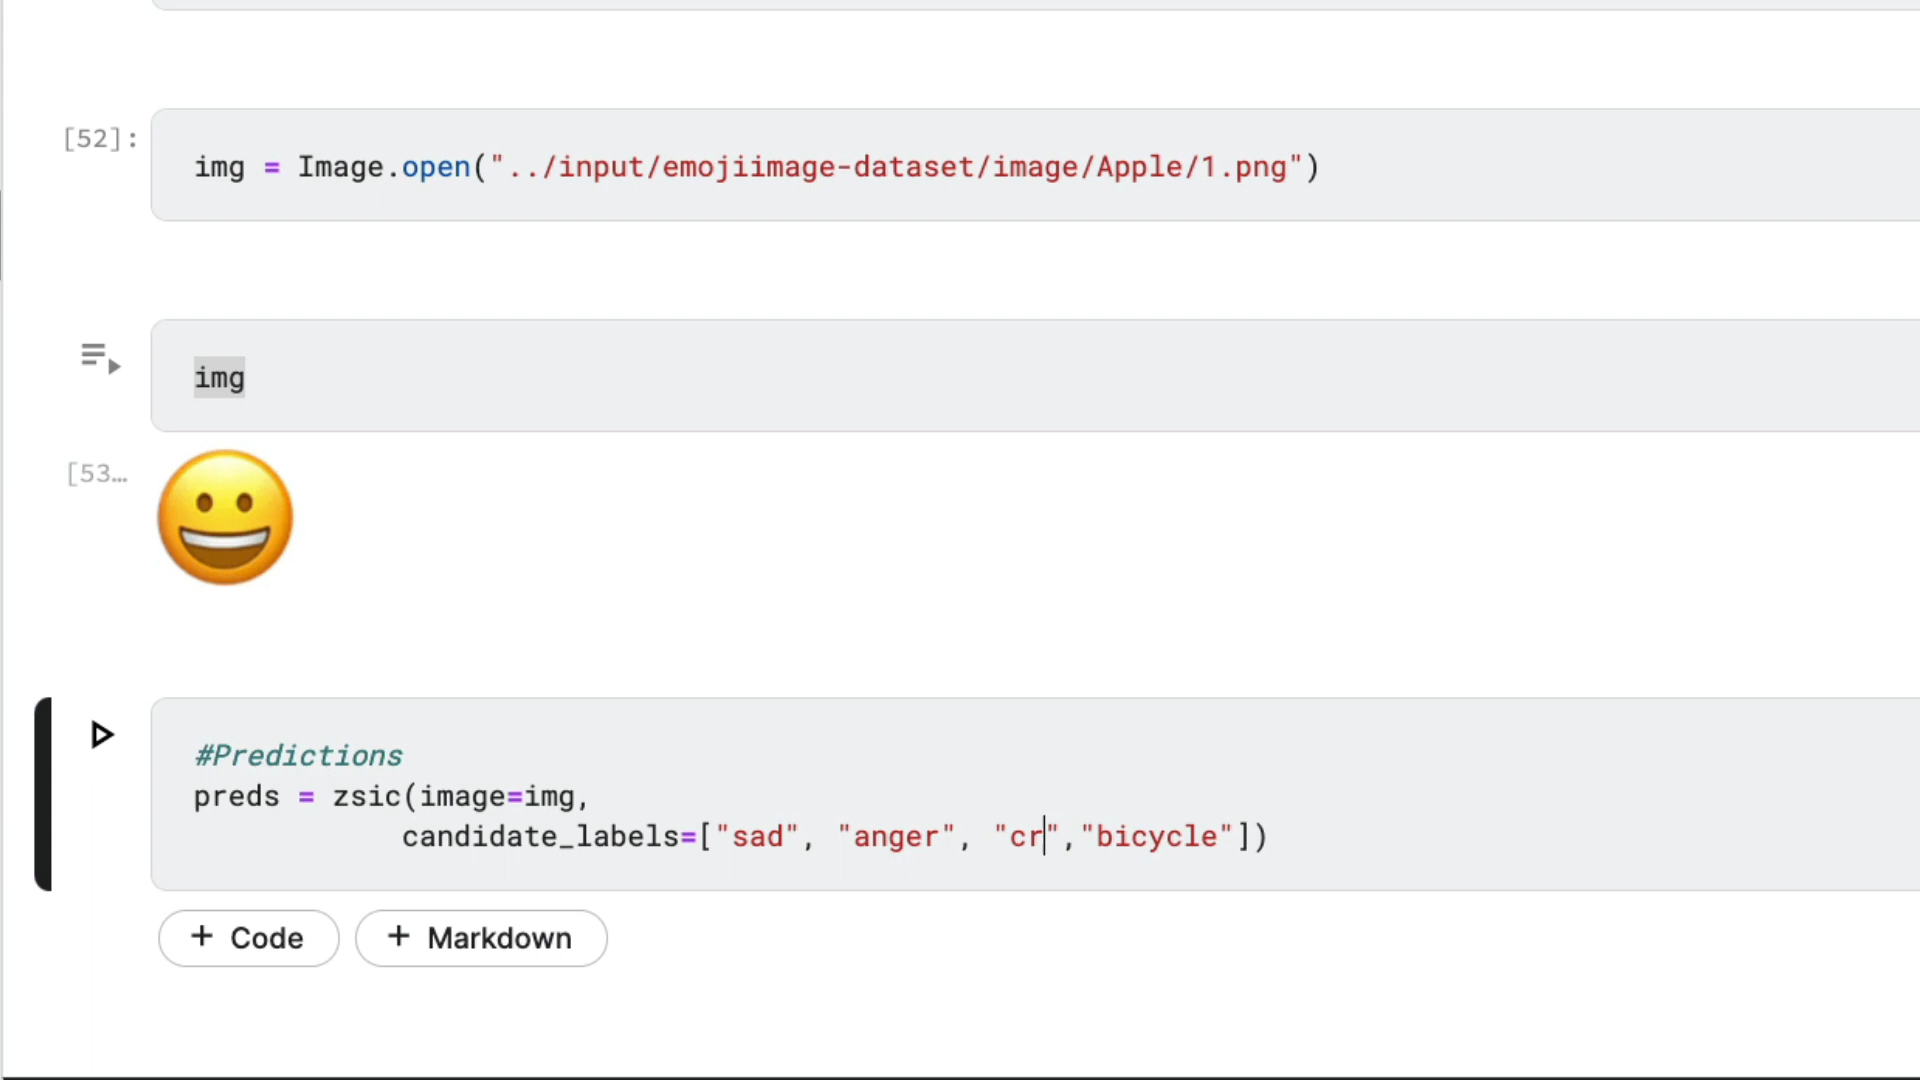 [52]:
img = Image.open("../input/emojiimage-dataset/image/Apple/1.png")
img
[53…
#Predictions
preds = zsic(image=img,
candidate_labels=["sad", "anger", "cr","bicycle"])
+ Code + Markdown